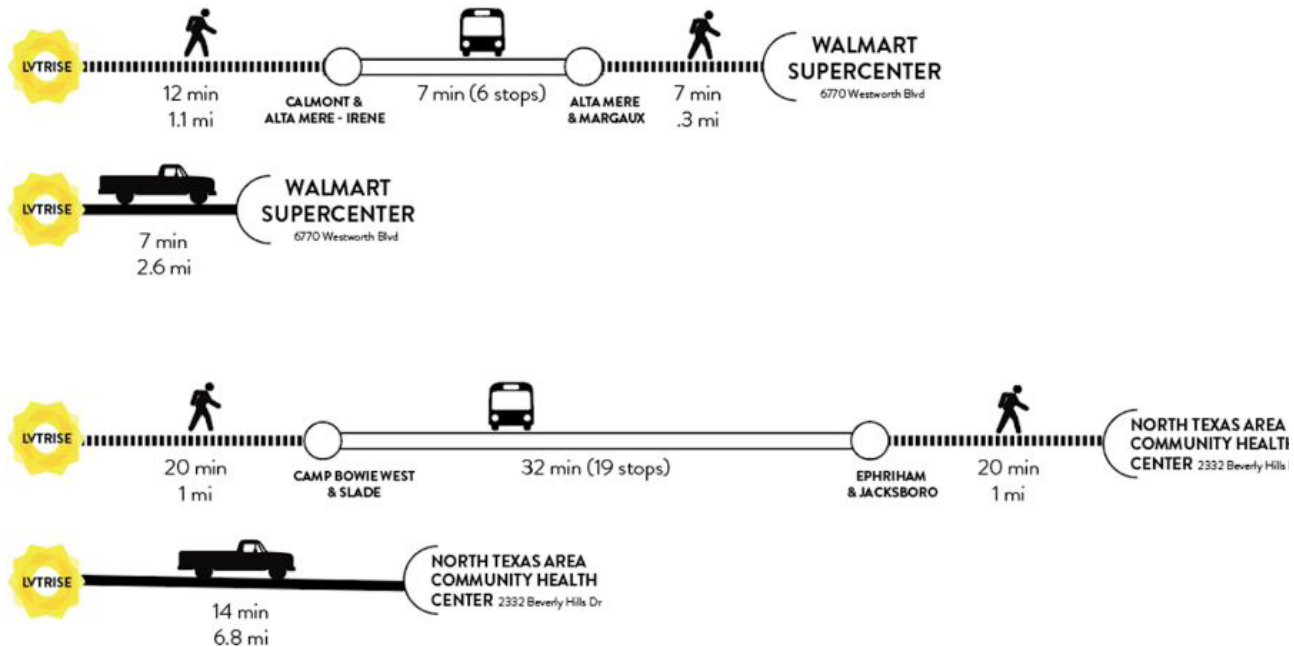 LVTRISE
12 min
1.1 mi
CALMONT &
ALTA MERE - IRENE
7 min (6 stops)
ALTA MERE
& MARGAUX
7 min
.3 mi
WALMART
SUPERCENTER
6770 Westworth Blvd
LVTRISE
7 min
2.6 mi
WALMART
SUPERCENTER
6770 Westworth Blvd
LVTRISE
20 min
1 mi
CAMP BOWIE WEST
& SLADE
32 min (19 stops)
EPHRIHAM
& JACKSBORO
20 min
1 mi
NORTH TEXAS AREA
COMMUNITY HEALTH
CENTER 2332 Beverly Hills
LVTRISE
14 min
6.8 mi
NORTH TEXAS AREA
COMMUNITY HEALTH
CENTER 2332 Beverly Hills Dr